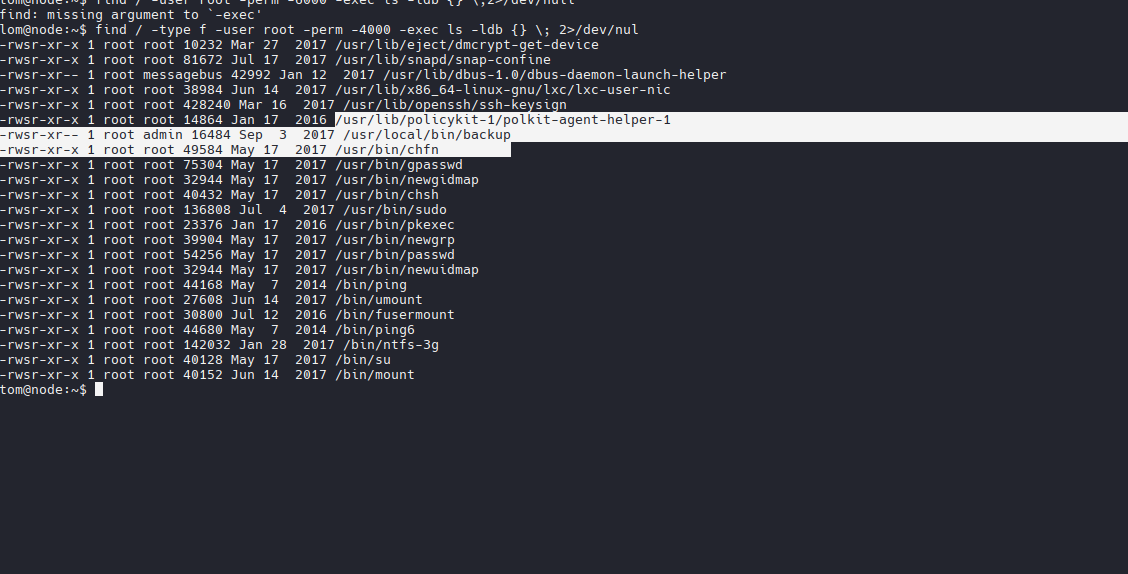 tom@node:~$ find / -user root -perm -6000 -exec ls -ldb {} \;2>/dev/null
find: missing argument to `-exec'
tom@node:~$ find / -type f -user root -perm -4000 -exec ls -ldb {} \; 2>/dev/nul
-rwsr-xr-x 1 root root 10232 Mar 27  2017 /usr/lib/eject/dmcrypt-get-device
-rwsr-xr-x 1 root root 81672 Jul 17  2017 /usr/lib/snapd/snap-confine
-rwsr-xr-- 1 root messagebus 42992 Jan 12  2017 /usr/lib/dbus-1.0/dbus-daemon-launch-helper
-rwsr-xr-x 1 root root 38984 Jun 14  2017 /usr/lib/x86_64-linux-gnu/lxc/lxc-user-nic
-rwsr-xr-x 1 root root 428240 Mar 16  2017 /usr/lib/openssh/ssh-keysign
-rwsr-xr-x 1 root root 14864 Jan 17  2016 /usr/lib/policykit-1/polkit-agent-helper-1
-rwsr-xr-- 1 root admin 16484 Sep  3  2017 /usr/local/bin/backup
-rwsr-xr-x 1 root root 49584 May 17  2017 /usr/bin/chfn
-rwsr-xr-x 1 root root 75304 May 17  2017 /usr/bin/gpasswd
-rwsr-xr-x 1 root root 32944 May 17  2017 /usr/bin/newgidmap
-rwsr-xr-x 1 root root 40432 May 17  2017 /usr/bin/chsh
-rwsr-xr-x 1 root root 136808 Jul  4  2017 /usr/bin/sudo
-rwsr-xr-x 1 root root 23376 Jan 17  2016 /usr/bin/pkexec
-rwsr-xr-x 1 root root 39904 May 17  2017 /usr/bin/newgrp
-rwsr-xr-x 1 root root 54256 May 17  2017 /usr/bin/passwd
-rwsr-xr-x 1 root root 32944 May 17  2017 /usr/bin/newuidmap
-rwsr-xr-x 1 root root 44168 May  7  2014 /bin/ping
-rwsr-xr-x 1 root root 27608 Jun 14  2017 /bin/umount
-rwsr-xr-x 1 root root 30800 Jul 12  2016 /bin/fusermount
-rwsr-xr-x 1 root root 44680 May  7  2014 /bin/ping6
-rwsr-xr-x 1 root root 142032 Jan 28  2017 /bin/ntfs-3g
-rwsr-xr-x 1 root root 40128 May 17  2017 /bin/su
-rwsr-xr-x 1 root root 40152 Jun 14  2017 /bin/mount
tom@node:~$